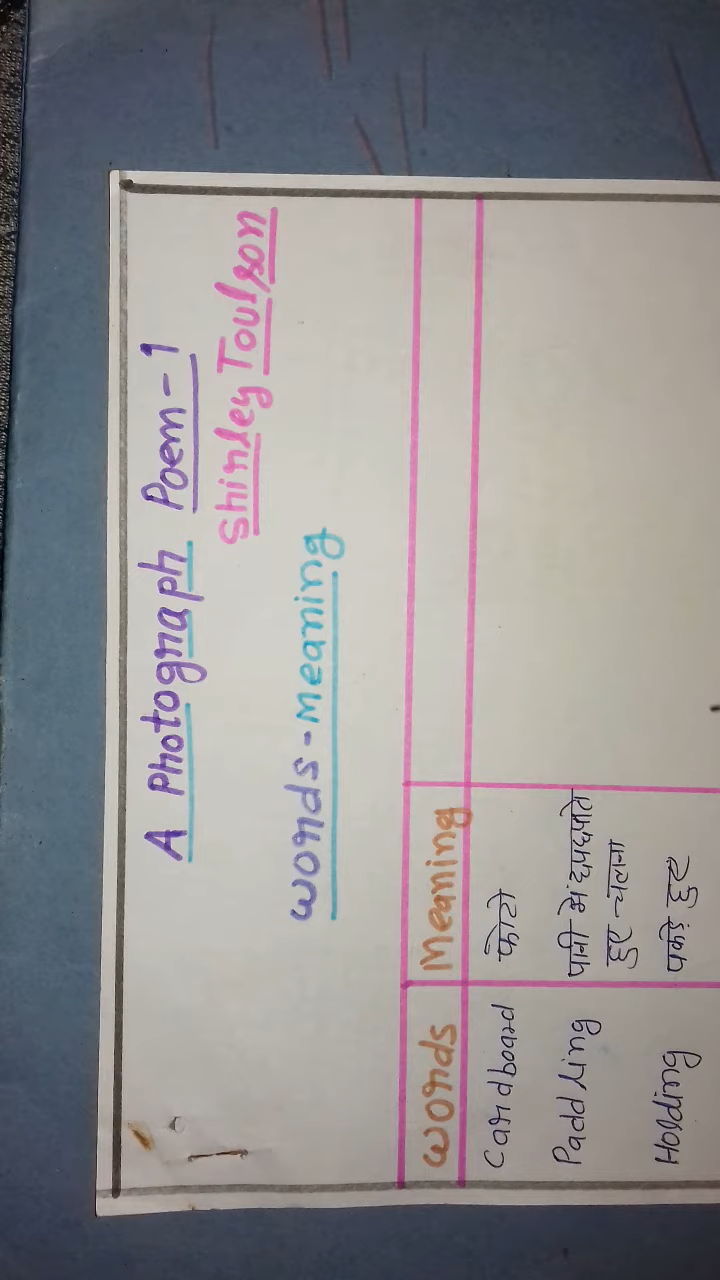 A Photograph Poem-1
Shirley Toulson
Words-Meaning
Words Meaning
Cardboard फोटो
Paddling पानी में छपछपाते
हुए चलना
Holding पकड़े हुए